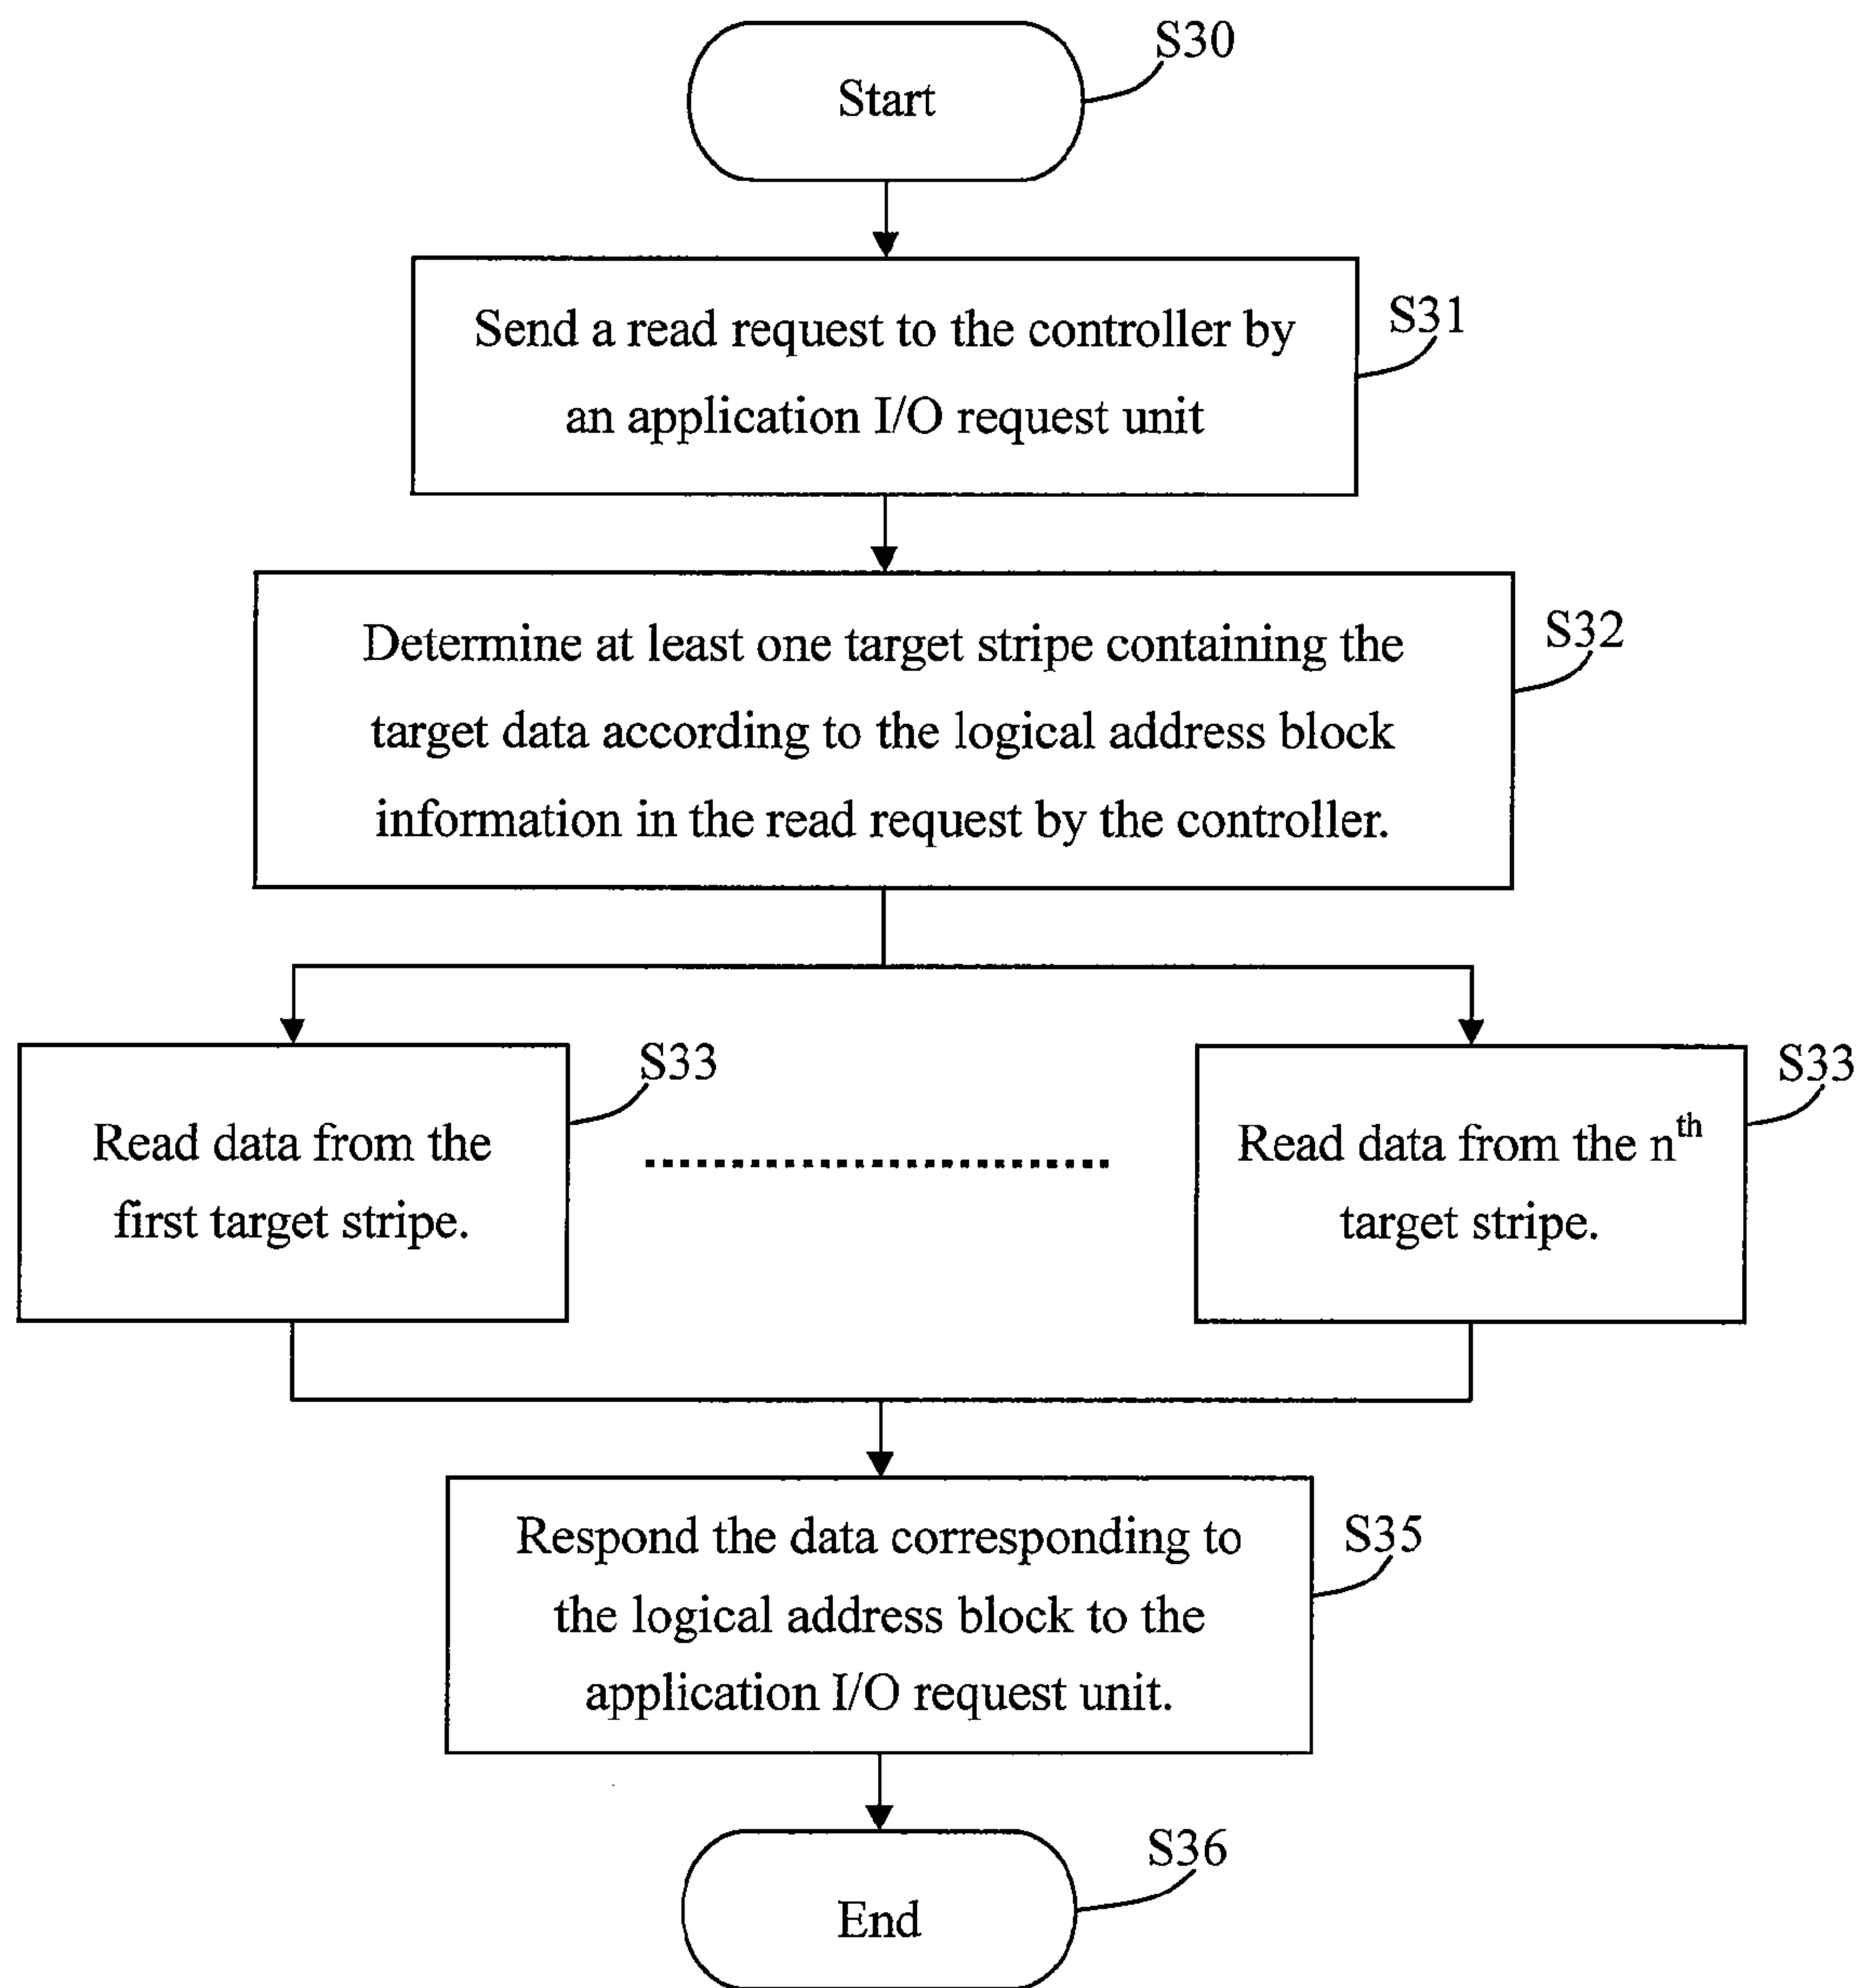 Start
S30
Send a read request to the controller by
an application I/O request unit
S31
Determine at least one target stripe containing the
target data according to the logical address block
information in the read request by the controller.
S32
Read data from the
first target stripe.
S33
Read data from the nth
target stripe.
S33
Respond the data corresponding to
the logical address block to the
application I/O request unit.
S35
End
S36